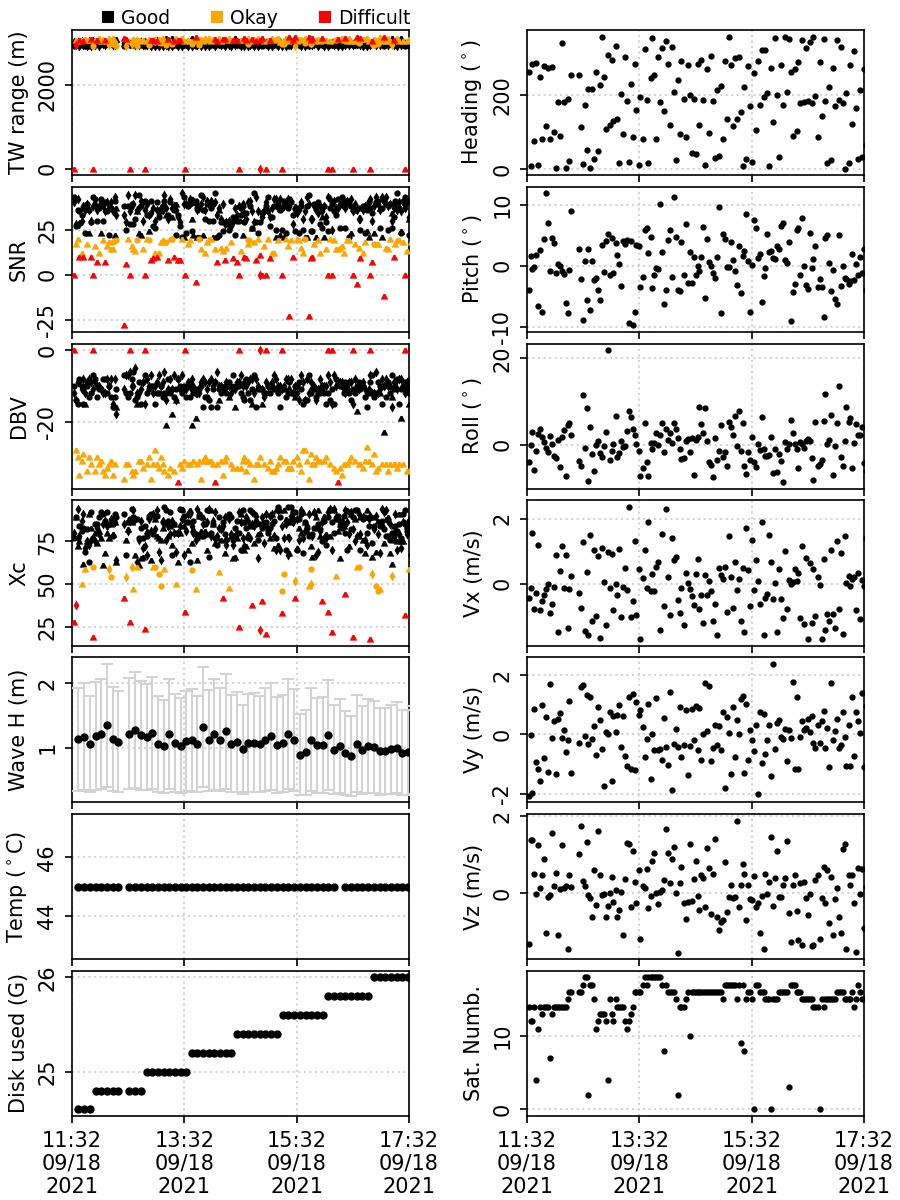 Good Okay Difficult
TW range (m)
2000
0
SNR
25
0
-25
DBV
0
-20
Xc
75
50
25
Wave H (m)
2
1
Temp (°C)
46
44
Disk used (G)
26
25
11:32 13:32 15:32 17:32
09/18 09/18 09/18 09/18
2021 2021 2021 2021
Heading (°)
200
0
Pitch (°)
10
0
-10
Roll (°)
20
0
Vx (m/s)
2
0
Vy (m/s)
2
0
-2
Vz (m/s)
2
0
Sat. Numb.
10
0
11:32 13:32 15:32 17:32
09/18 09/18 09/18 09/18
2021 2021 2021 2021